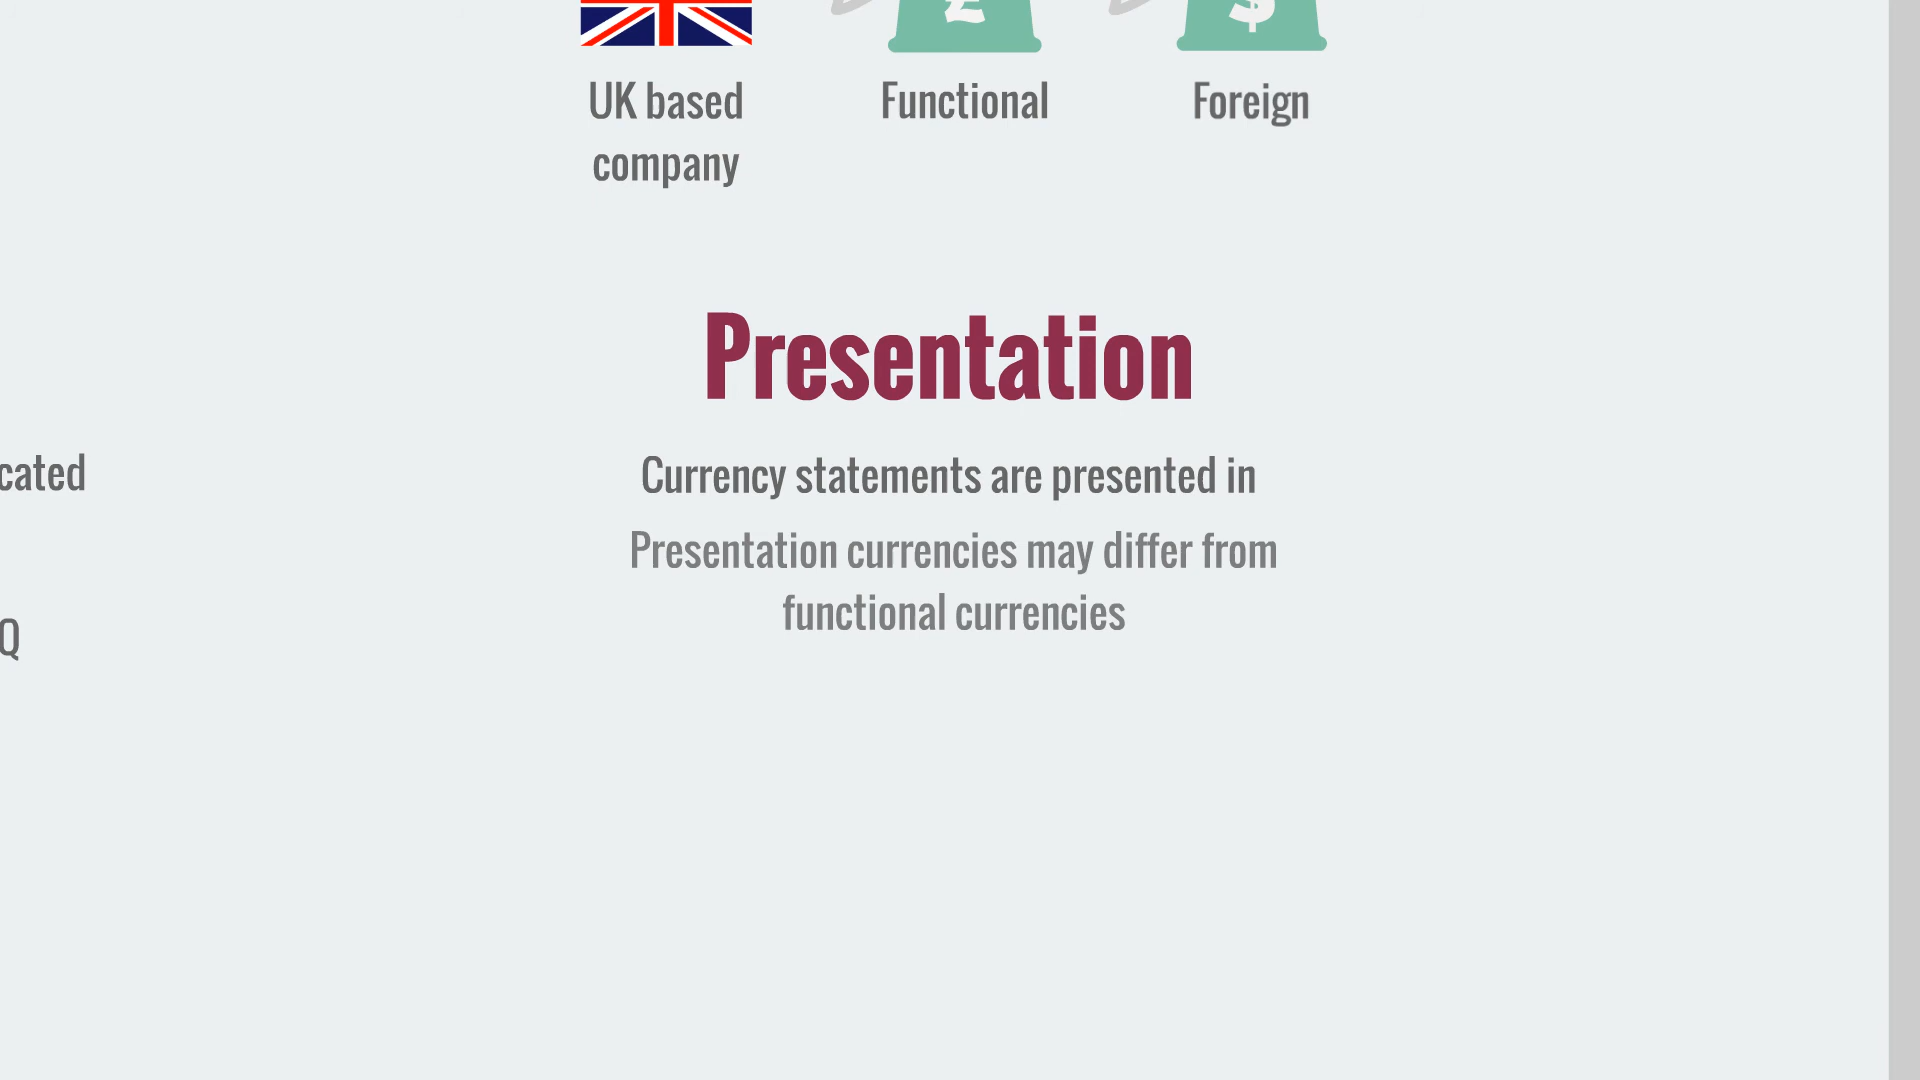 £
$
UK based
company
Functional
Foreign
Presentation
Currency statements are presented in
Presentation currencies may differ from
functional currencies
cated
Q